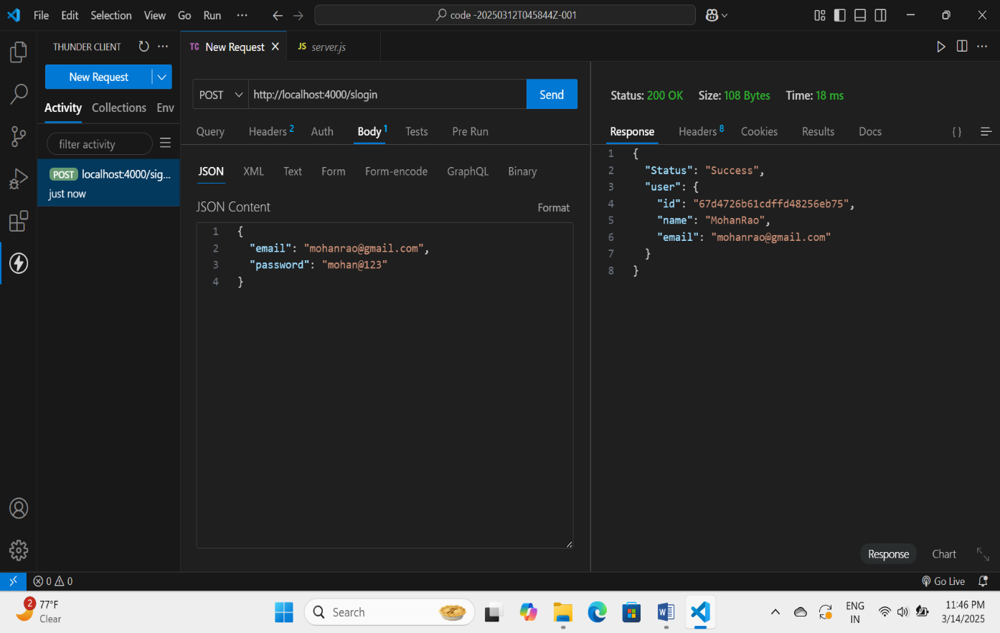 File Edit Selection View Go Run ··· code -20250312T045844Z-001
THUNDER CLIENT ··· TC New Request JS server.js ···
New Request
Activity Collections Env
filter activity
POST localhost:4000/sig...
just now
POST http://localhost:4000/slogin Send
Query Headers 2 Auth Body 1 Tests Pre Run
JSON XML Text Form Form-encode GraphQL Binary
JSON Content Format
1 {
2 "email": "mohanrao@gmail.com",
3 "password": "mohan@123"
4 }
Status: 200 OK Size: 108 Bytes Time: 18 ms
Response Headers 8 Cookies Results Docs { }
1 {
2 "Status": "Success",
3 "user": {
4 "id": "67d4726b61cdffd48256eb75",
5 "name": "MohanRao",
6 "email": "mohanrao@gmail.com"
7 }
8 }
Response Chart
0 0 Go Live
2 77°F
Clear
Search
ENG
IN
11:46 PM
3/14/2025